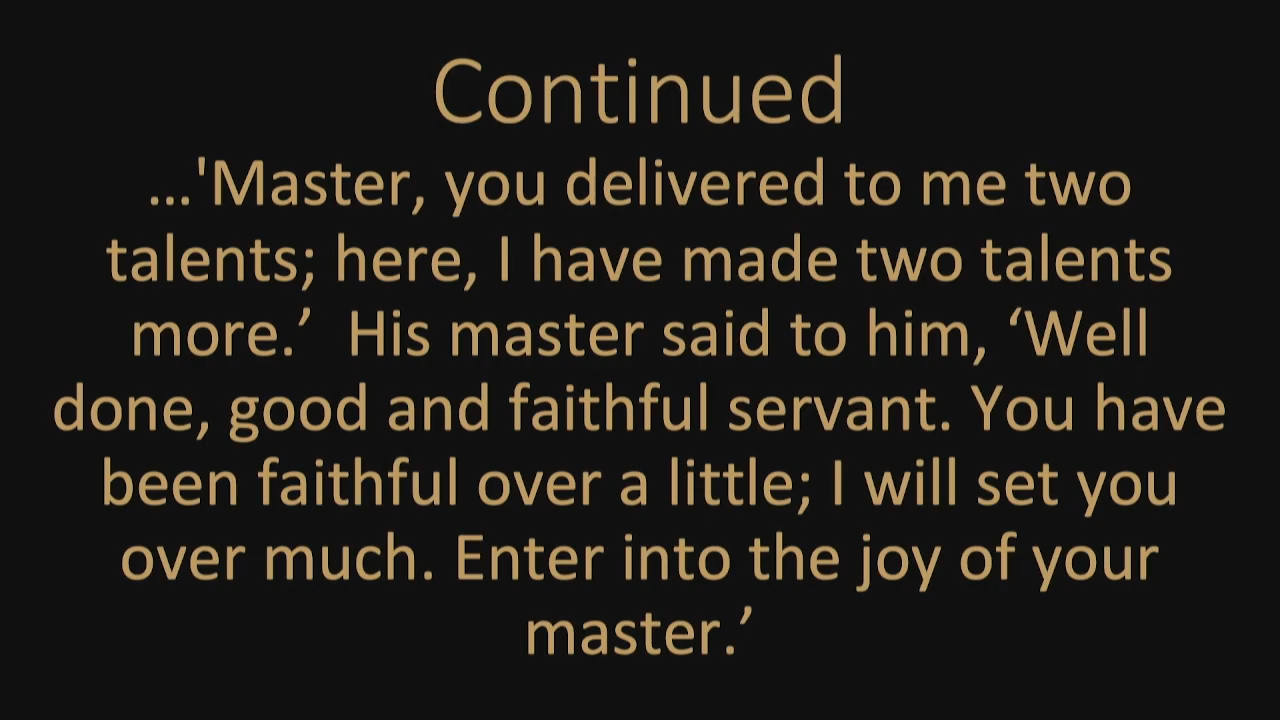 Continued
...'Master, you delivered to me two
talents; here, I have made two talents
more.’  His master said to him, ‘Well
done, good and faithful servant. You have
been faithful over a little; I will set you
over much. Enter into the joy of your
master.’